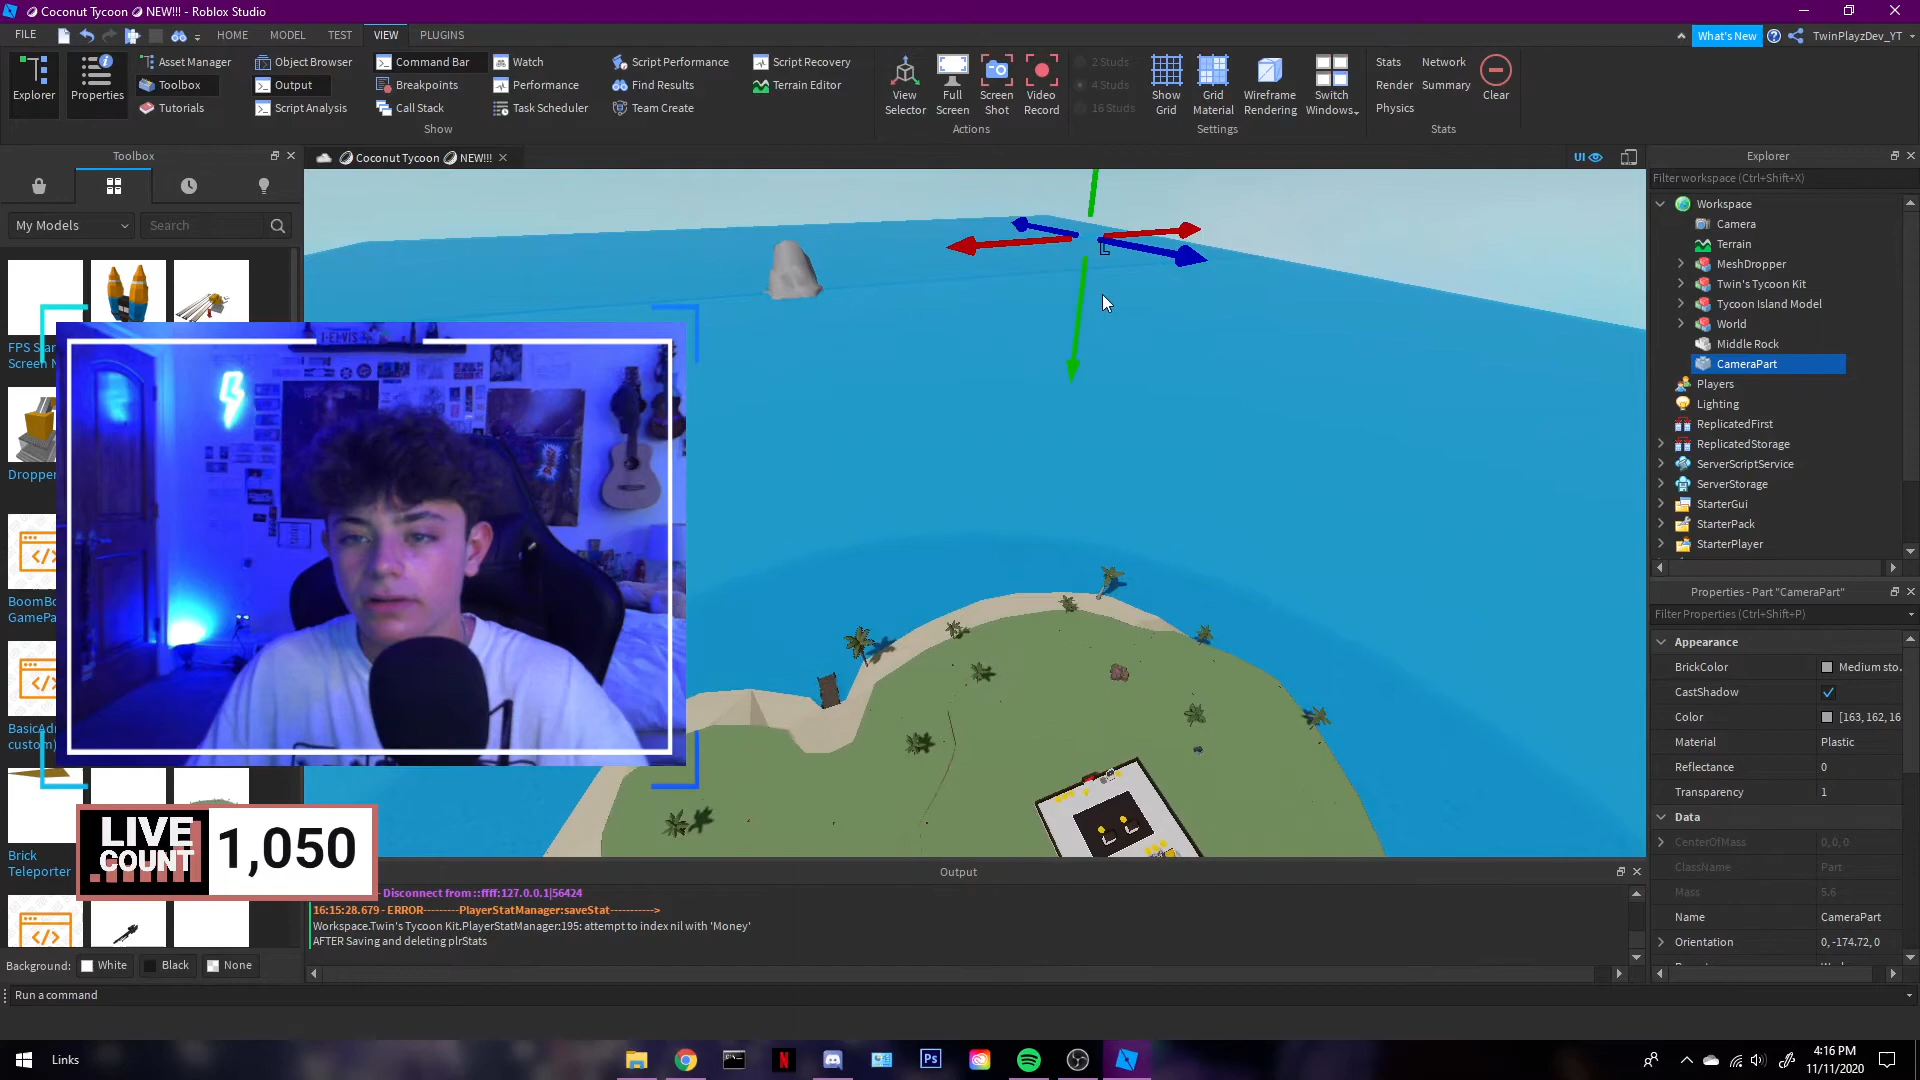 Coconut Tycoon NEW!!! - Roblox Studio
FILE HOME MODEL TEST VIEW PLUGINS What's New TwinPlayzDev_YT
Explorer
Properties
Asset Manager
Toolbox
Tutorials
Object Browser
Output
Script Analysis
Command Bar
Breakpoints
Call Stack
Watch
Performance
Task Scheduler
Script Performance
Find Results
Team Create
Script Recovery
Terrain Editor
Show
View
Selector
Full
Screen
Screen
Shot
Video
Record
Actions
2 Studs
4 Studs
16 Studs
Show
Grid
Grid
Material
Wireframe
Rendering
Switch
Windows
Settings
Stats Network
Render Summary
Physics
Clear
Stats
Toolbox
My Models
Search
Dropper
Brick
Teleporter
Background: White Black None
Coconut Tycoon NEW!!!
UI
L
LIVE
COUNT
1,050
Output
- Disconnect from ::ffff:127.0.0.1|56424
16:15:28.679 - ERROR---------PlayerStatManager:saveStat----------->
Workspace.Twin's Tycoon Kit.PlayerStatManager:195: attempt to index nil with 'Money'
AFTER Saving and deleting plrStats
Run a command
Explorer
Filter workspace (Ctrl+Shift+X)
Workspace
Camera
Terrain
MeshDropper
Twin's Tycoon Kit
Tycoon Island Model
World
Middle Rock
CameraPart
Players
Lighting
ReplicatedFirst
ReplicatedStorage
ServerScriptService
ServerStorage
StarterGui
StarterPack
StarterPlayer
Properties - Part "CameraPart"
Filter Properties (Ctrl+Shift+P)
Appearance
BrickColor Medium sto...
CastShadow
Color [163, 162, 16
Material Plastic
Reflectance 0
Transparency 1
Data
CenterOfMass 0, 0, 0
ClassName Part
Mass 5.6
Name CameraPart
Orientation 0, -174.72, 0
Links
Ps
4:16 PM
11/11/2020